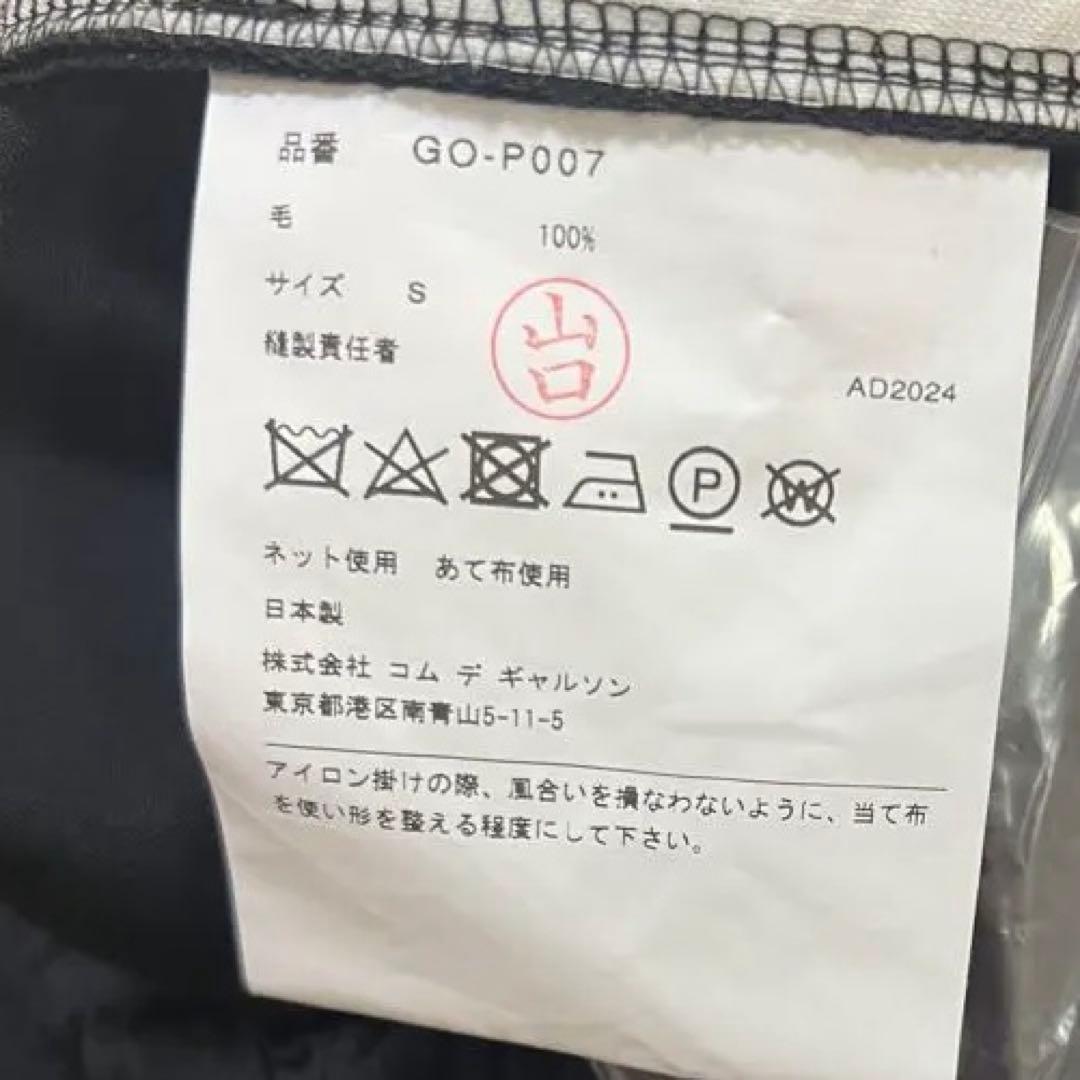 品番 GO-P007
毛 100%
サイズ S
縫製責任者 山口
AD2024
P W
ネット使用 あて布使用
日本製
株式会社 コム デ ギャルソン
東京都港区南青山5-11-5
アイロン掛けの際、風合いを損なわないように、当て布
を使い形を整える程度にして下さい。